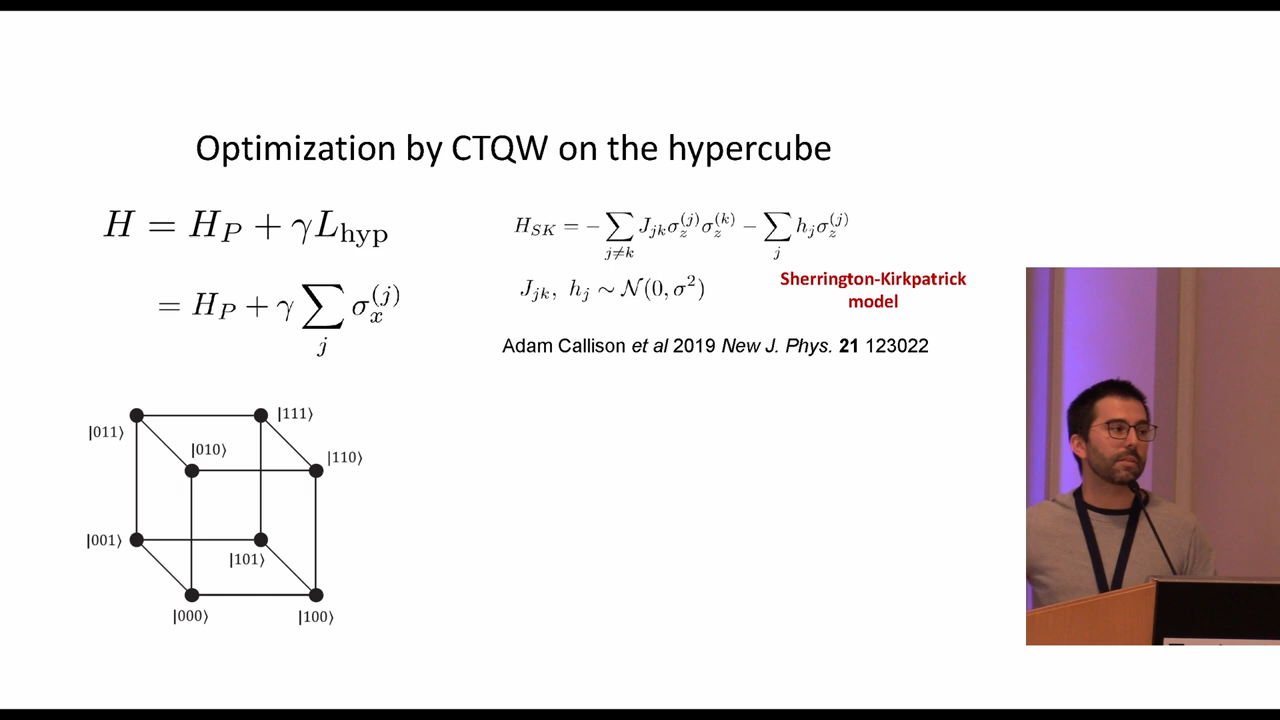 Optimization by CTQW on the hypercube
H = H_P + γL_hyp
= H_P + γ ∑_j σ_x^(j)
H_SK = − ∑_{j≠k} J_jk σ_z^(j) σ_z^(k) − ∑_j h_j σ_z^(j)
J_jk, h_j ∼ N(0, σ²)
Sherrington-Kirkpatrick
model
Adam Callison et al 2019 New J. Phys. 21 123022
|011⟩
|111⟩
|010⟩
|110⟩
|001⟩
|101⟩
|000⟩
|100⟩